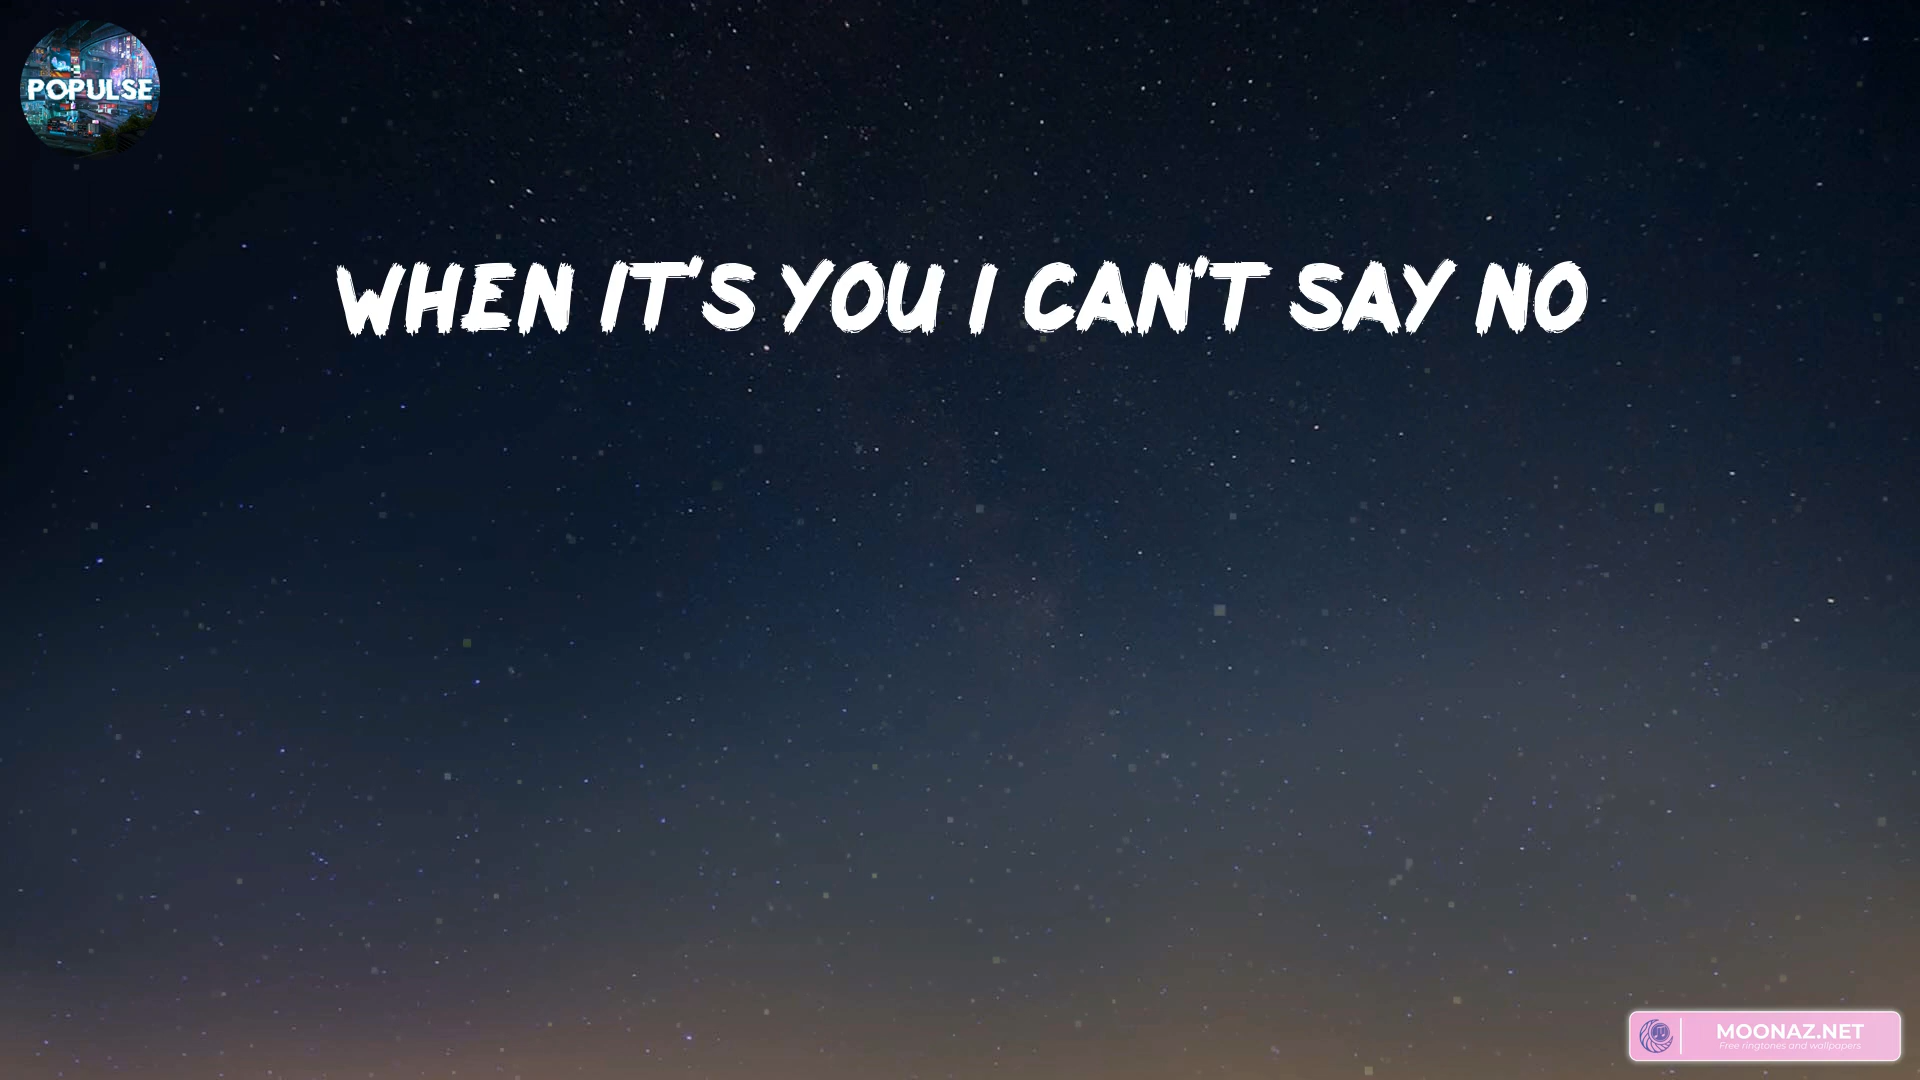 POPULSE
WHEN IT'S YOU I CAN'T SAY NO
MOONAZ.NET
Free ringtones and wallpapers